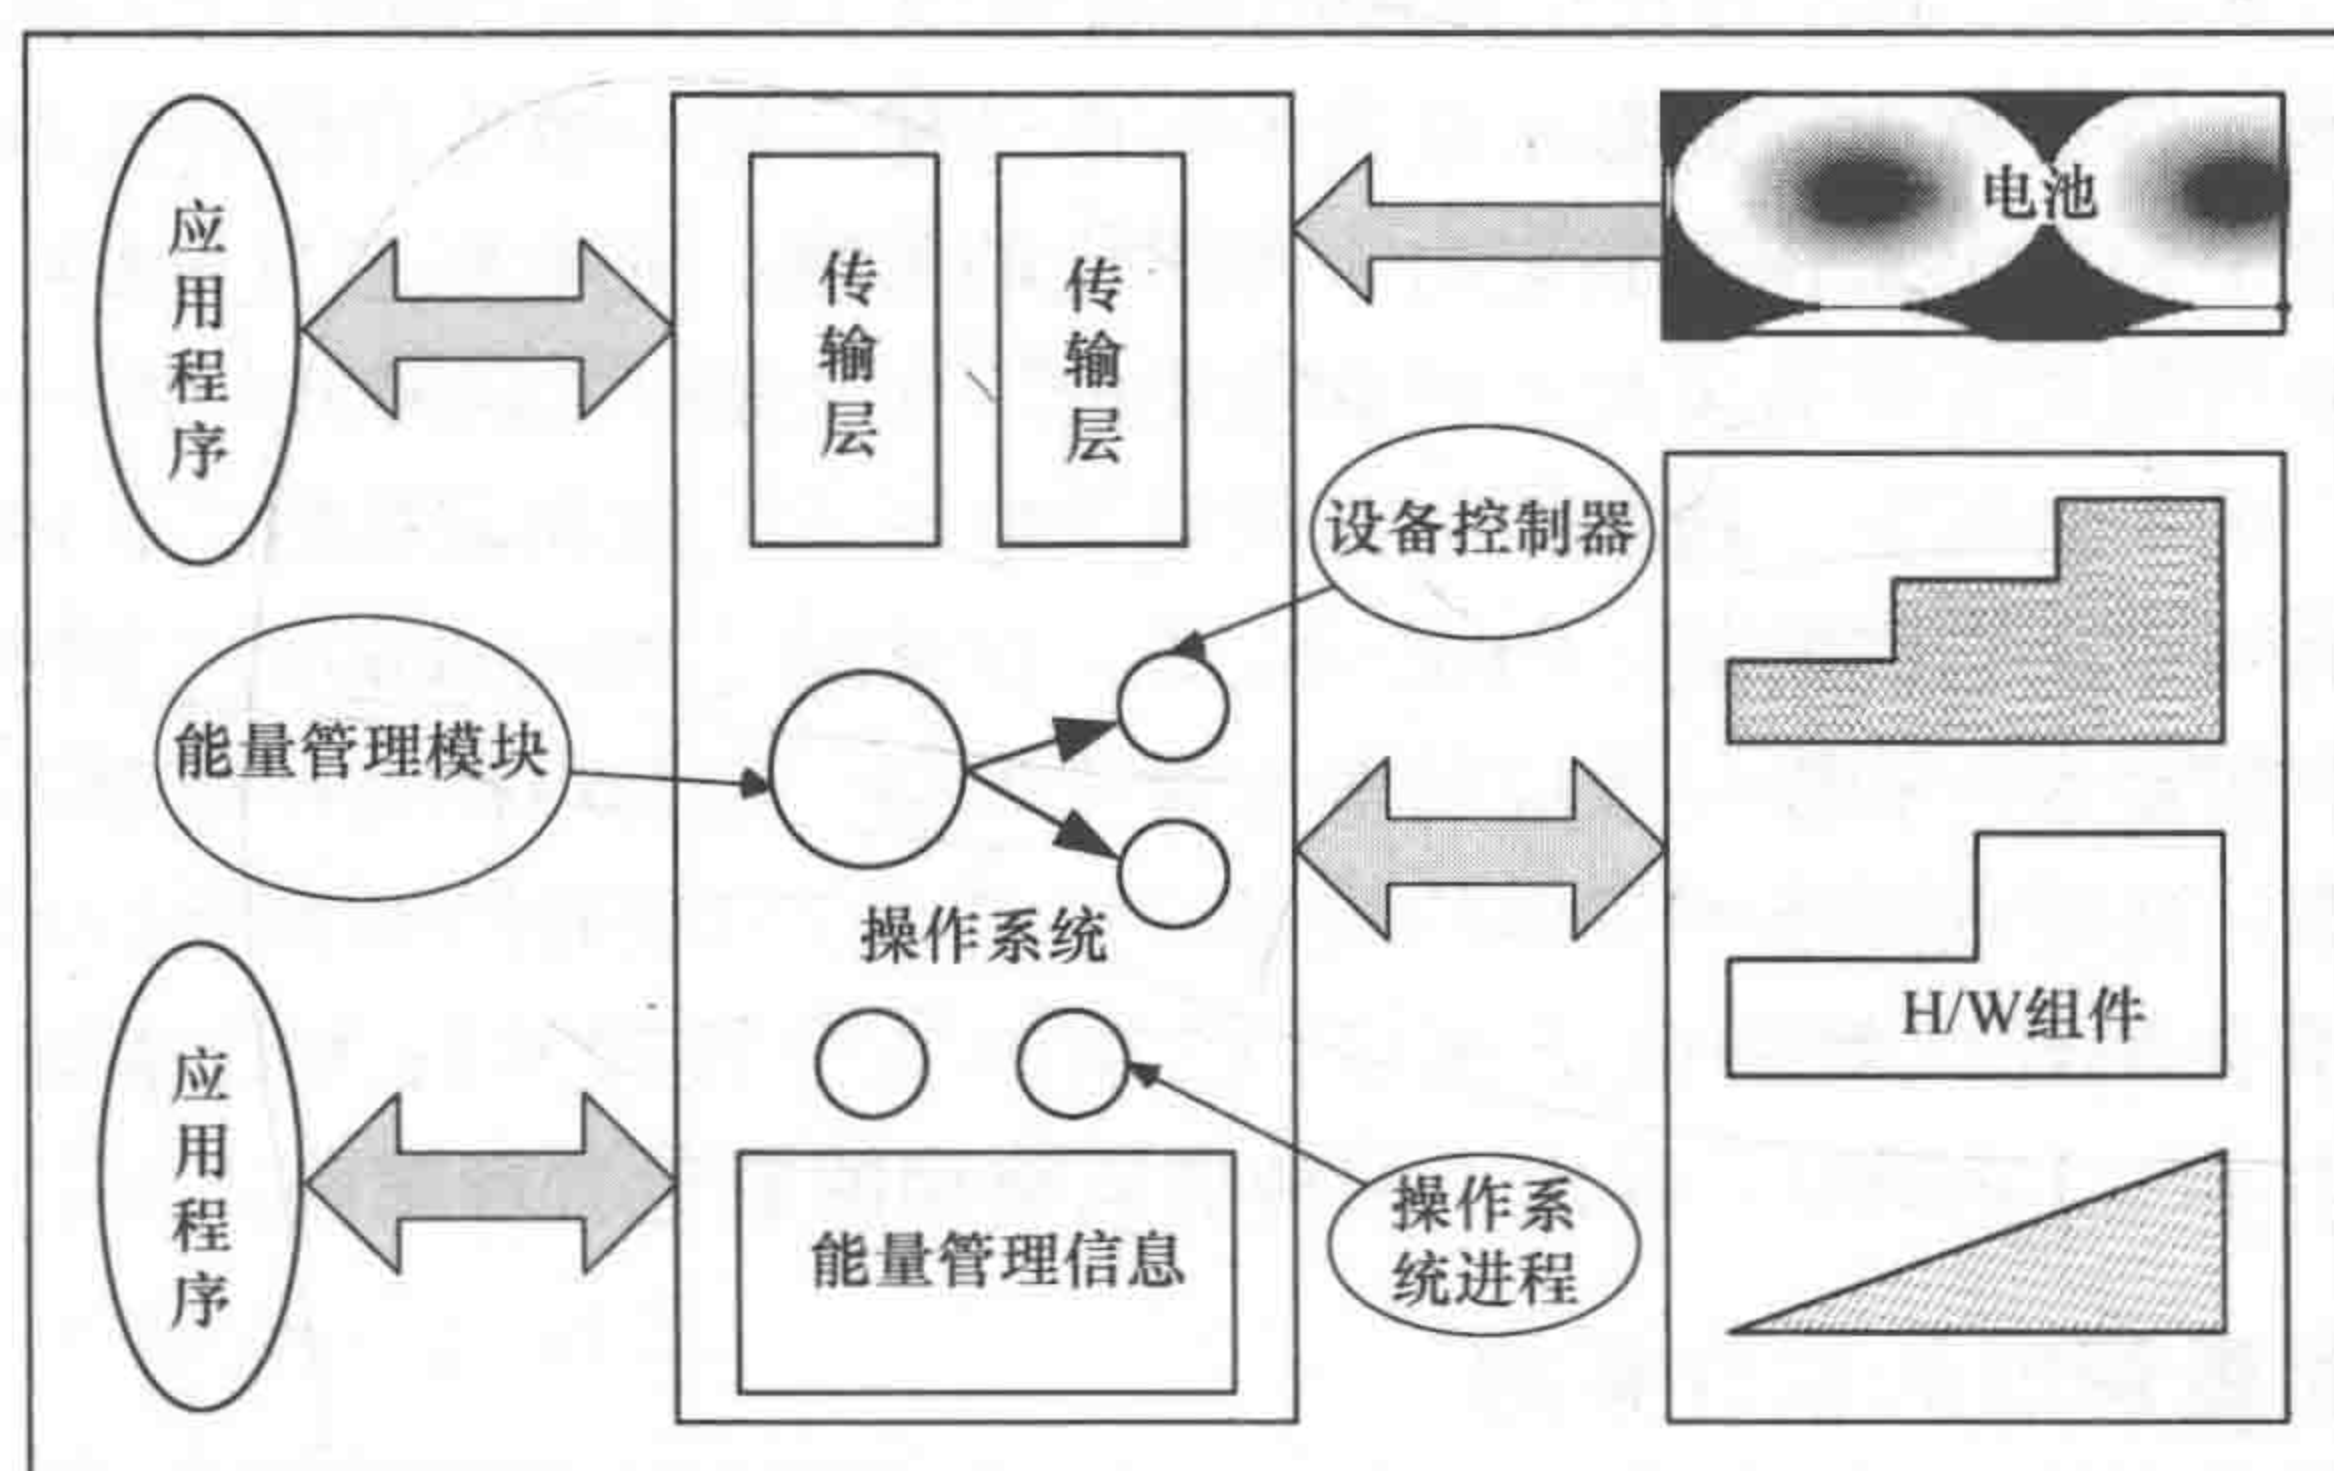 应用程序
传输层
传输层
电池
设备控制器
能量管理模块
操作系统
H/W组件
应用程序
能量管理信息
操作系
统进程